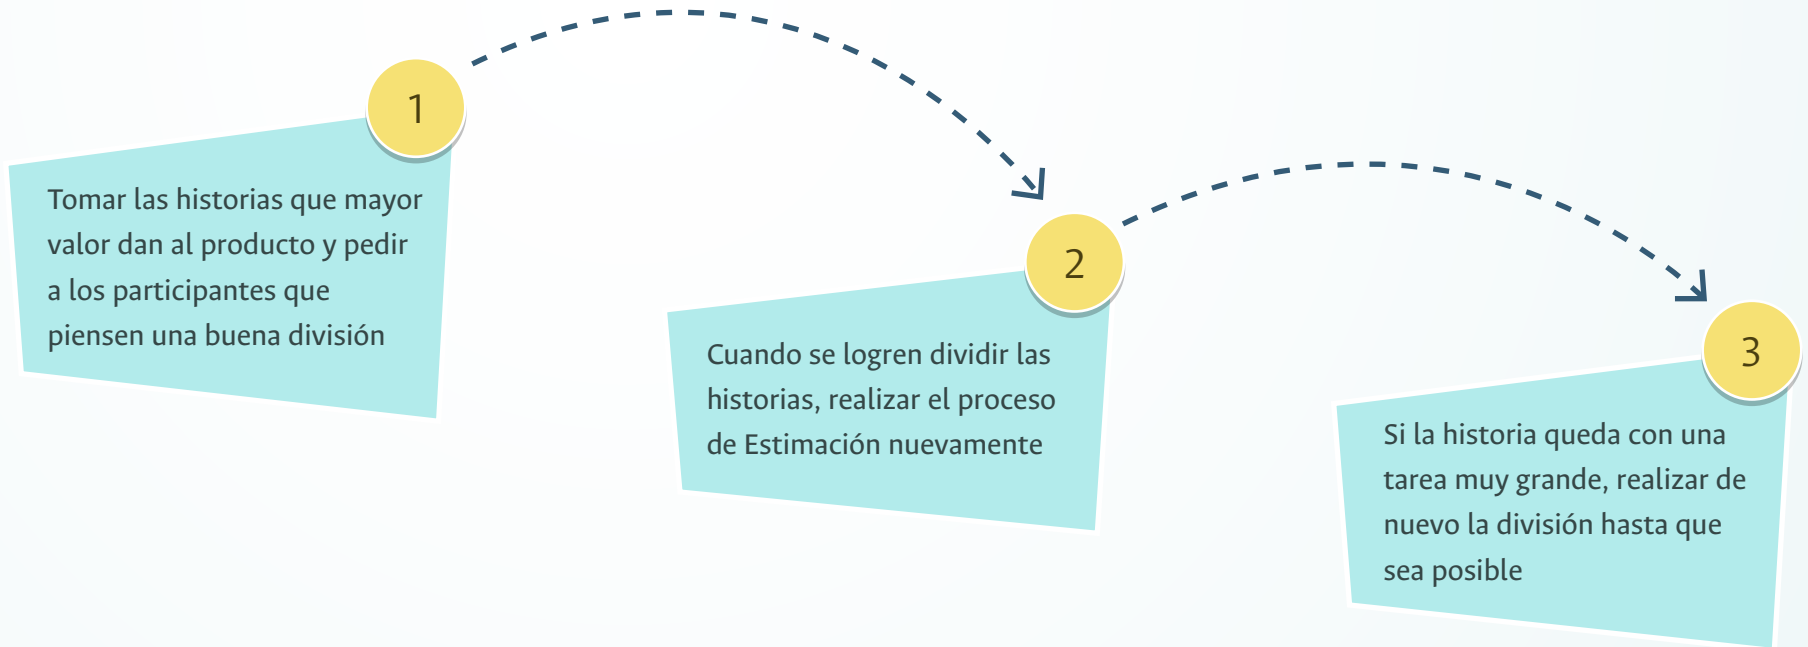 1
Tomar las historias que mayor
valor dan al producto y pedir
a los participantes que
piensen una buena división
2
Cuando se logren dividir las
historias, realizar el proceso
de Estimación nuevamente
3
Si la historia queda con una
tarea muy grande, realizar de
nuevo la división hasta que
sea posible